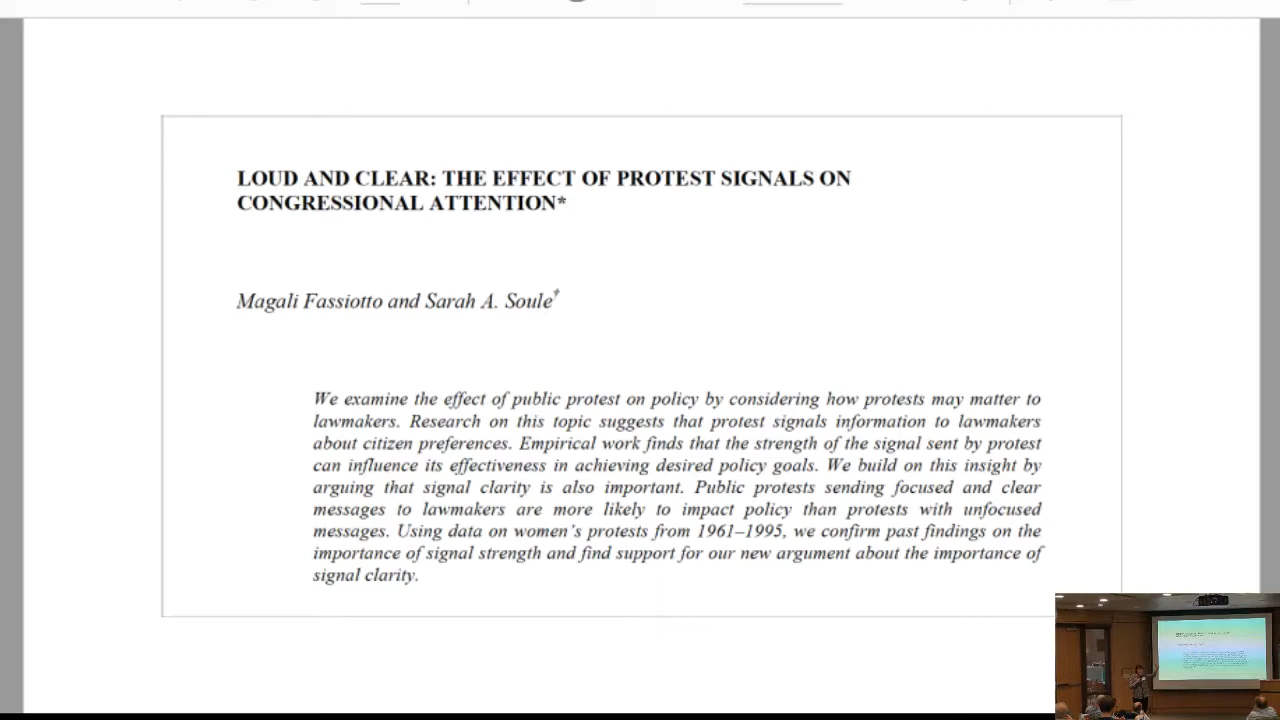 LOUD AND CLEAR: THE EFFECT OF PROTEST SIGNALS ON
CONGRESSIONAL ATTENTION*
Magali Fassiotto and Sarah A. Soule†
We examine the effect of public protest on policy by considering how protests may matter to
lawmakers. Research on this topic suggests that protest signals information to lawmakers
about citizen preferences. Empirical work finds that the strength of the signal sent by protest
can influence its effectiveness in achieving desired policy goals. We build on this insight by
arguing that signal clarity is also important. Public protests sending focused and clear
messages to lawmakers are more likely to impact policy than protests with unfocused
messages. Using data on women's protests from 1961–1995, we confirm past findings on the
importance of signal strength and find support for our new argument about the importance of
signal clarity.